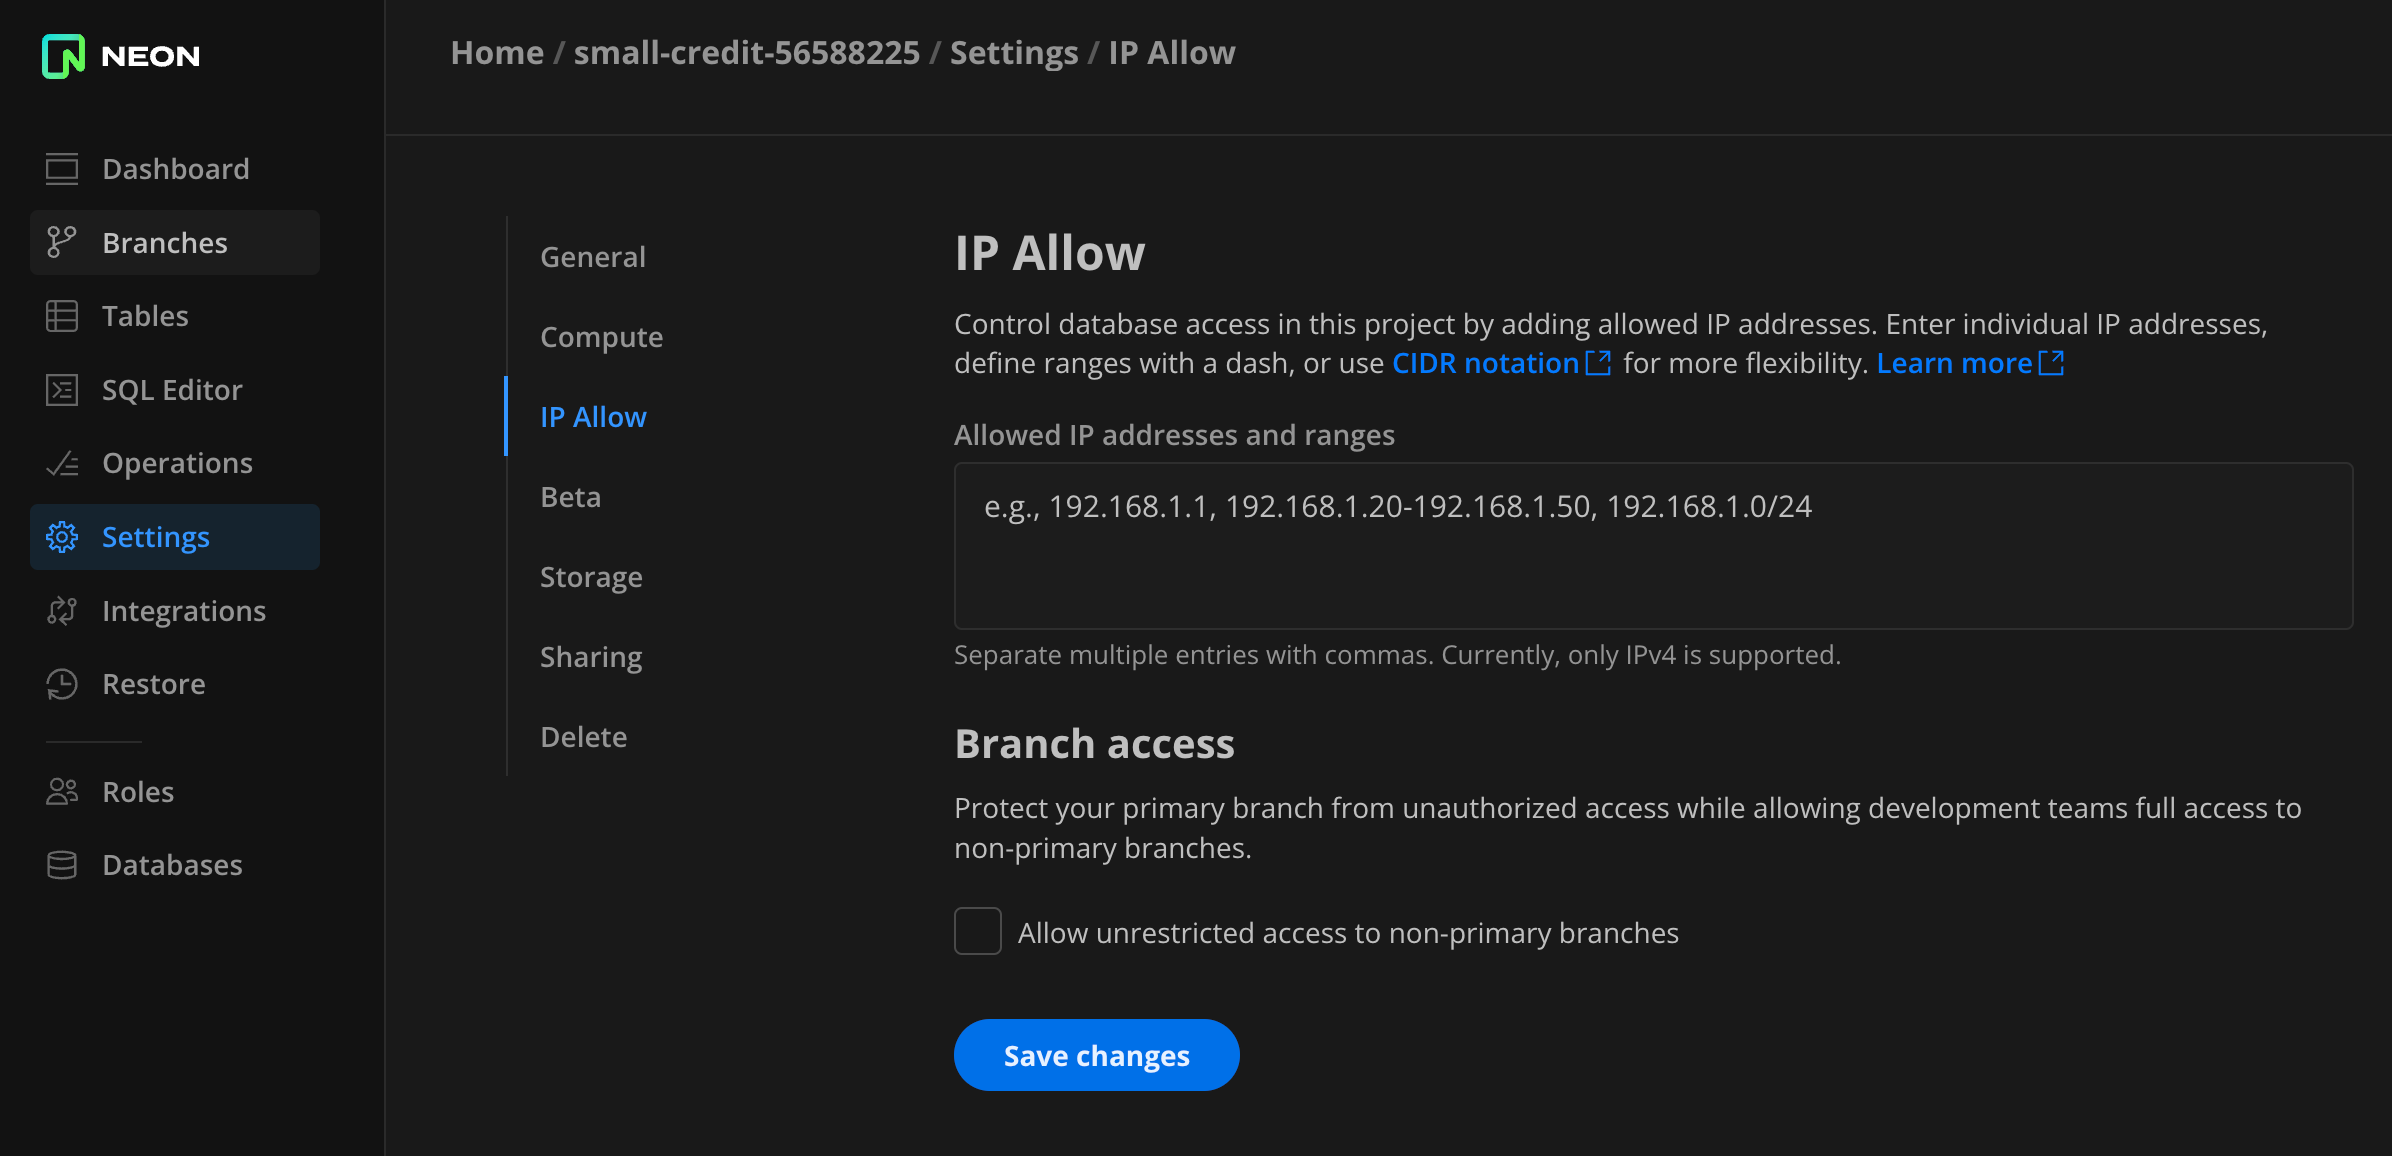 NEON
Home / small-credit-56588225 / Settings / IP Allow
Dashboard
Branches
Tables
SQL Editor
Operations
Settings
Integrations
Restore
Roles
Databases
General
Compute
IP Allow
Beta
Storage
Sharing
Delete
IP Allow
Control database access in this project by adding allowed IP addresses. Enter individual IP addresses,
define ranges with a dash, or use CIDR notation for more flexibility. Learn more
Allowed IP addresses and ranges
e.g., 192.168.1.1, 192.168.1.20-192.168.1.50, 192.168.1.0/24
Separate multiple entries with commas. Currently, only IPv4 is supported.
Branch access
Protect your primary branch from unauthorized access while allowing development teams full access to
non-primary branches.
Allow unrestricted access to non-primary branches
Save changes